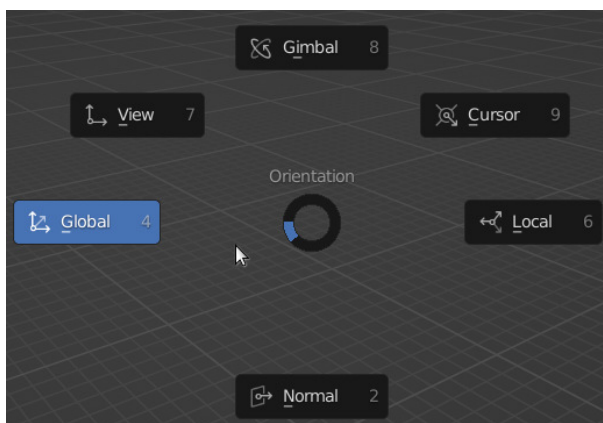 Gimbal 8
View 7
Cursor 9
Orientation
Global 4
Local 6
Normal 2